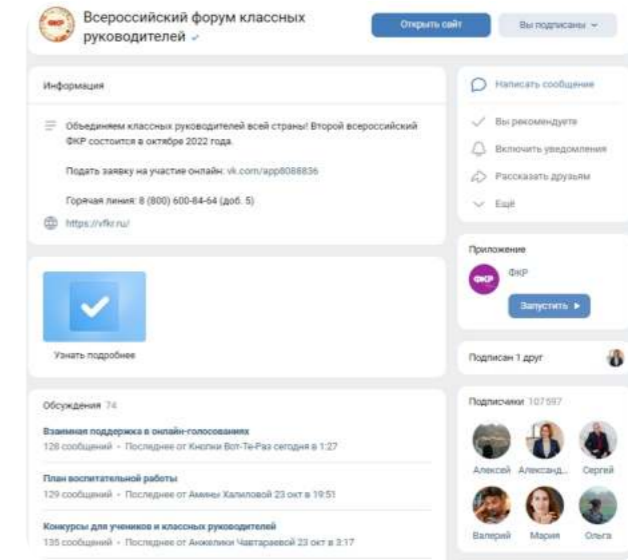 Всероссийский форум классных
руководителей
Открыть сайт
Вы подписаны
Информация
Объединяем классных руководителей всей страны! Второй всероссийский
ФКР состоится в октябре 2022 года.
Подать заявку на участие онлайн: vk.com/app8088836
Горячая линия: 8 (800) 600-84-64 (доб. 5)
https://vfkr.ru/
Узнать подробнее
Обсуждения 74
Взаимная поддержка в онлайн-голосованиях
128 сообщений - Последнее от Кнопки Вот-Те-Раз сегодня в 1:27
План воспитательной работы
129 сообщений - Последнее от Амины Халиловой 23 окт в 19:51
Конкурсы для учеников и классных руководителей
135 сообщений - Последнее от Анжелики Чавтараевой 23 окт в 3:17
Написать сообщение
Вы рекомендуете
Включить уведомления
Рассказать друзьям
Ещё
Приложение
ФКР
ФКР
Запустить
Подписан 1 друг
Подписчики 107 597
Алексей Александ... Сергей
Валерий Мария Ольга